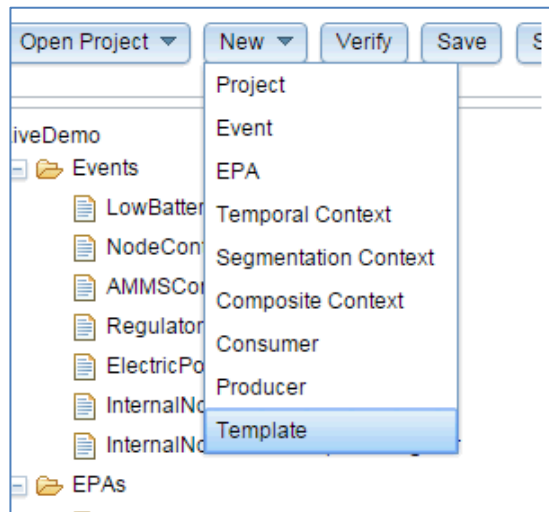 Open Project New Verify Save S
Project
iveDemo Event
Events EPA
LowBatter Temporal Context
NodeCon Segmentation Context
AMMSCor Composite Context
Regulator Consumer
ElectricPo Producer
InternalNo Template
InternalNo
EPAs